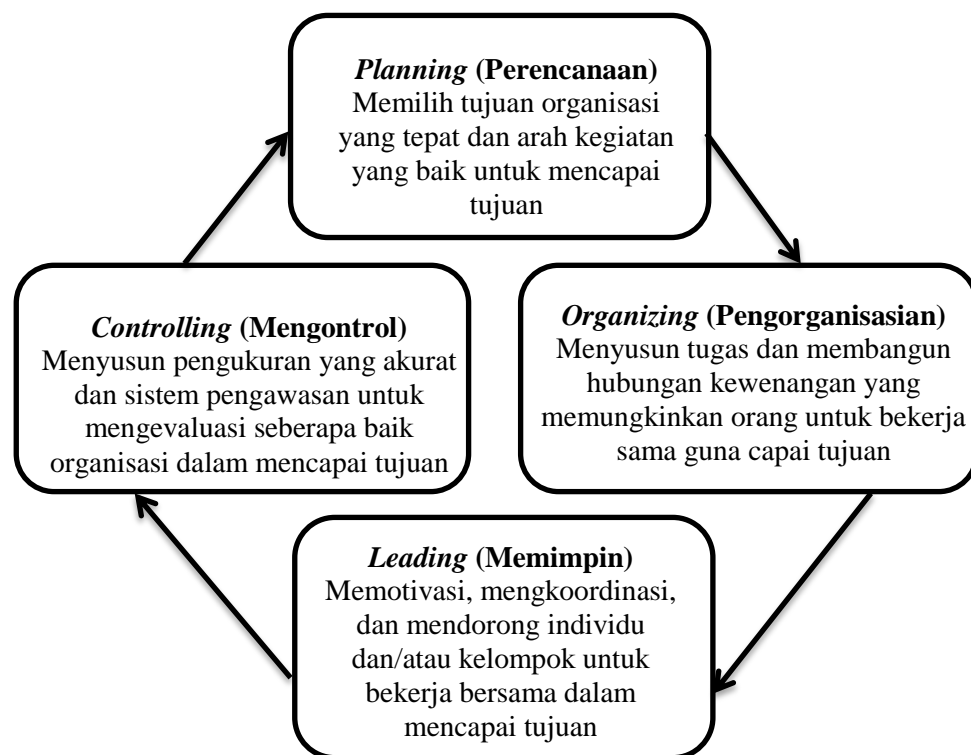 Planning (Perencanaan)
Memilih tujuan organisasi
yang tepat dan arah kegiatan
yang baik untuk mencapai
tujuan
Organizing (Pengorganisasian)
Menyusun tugas dan membangun
hubungan kewenangan yang
memungkinkan orang untuk bekerja
sama guna capai tujuan
Leading (Memimpin)
Memotivasi, mengkoordinasi,
dan mendorong individu
dan/atau kelompok untuk
bekerja bersama dalam
mencapai tujuan
Controlling (Mengontrol)
Menyusun pengukuran yang akurat
dan sistem pengawasan untuk
mengevaluasi seberapa baik
organisasi dalam mencapai tujuan